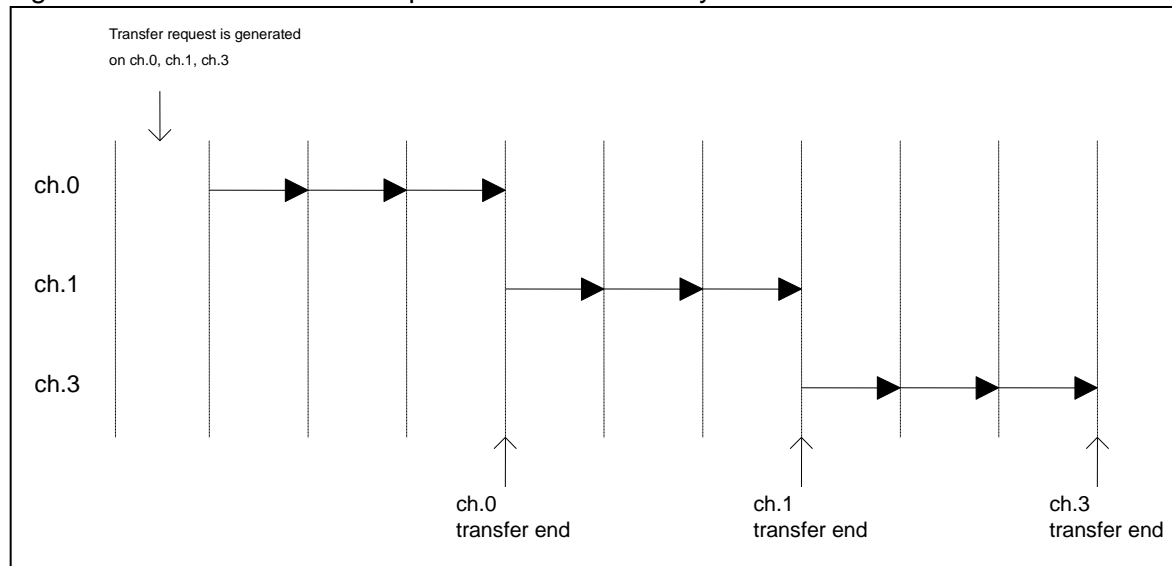 Transfer request is generated
on ch.0, ch.1, ch.3
ch.0
ch.1
ch.3
ch.0
transfer end
ch.1
transfer end
ch.3
transfer end